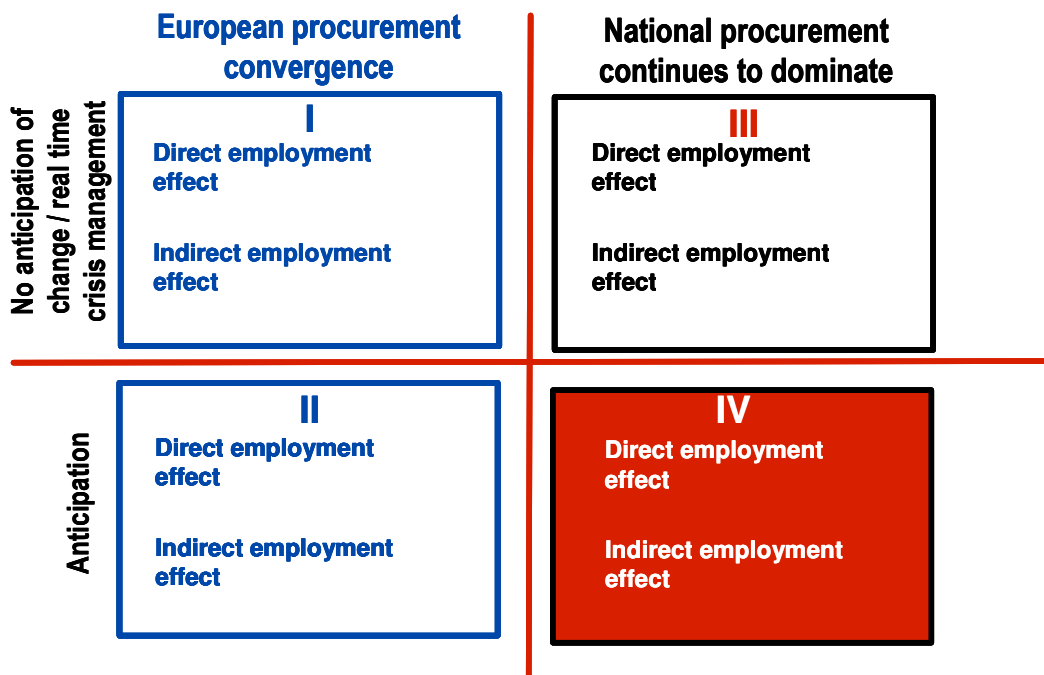 European procurement
convergence
National procurement
continues to dominate
No anticipation of
change / real time
crisis management
I
Direct employment
effect
Indirect employment
effect
III
Direct employment
effect
Indirect employment
effect
Anticipation
II
Direct employment
effect
Indirect employment
effect
IV
Direct employment
effect
Indirect employment
effect